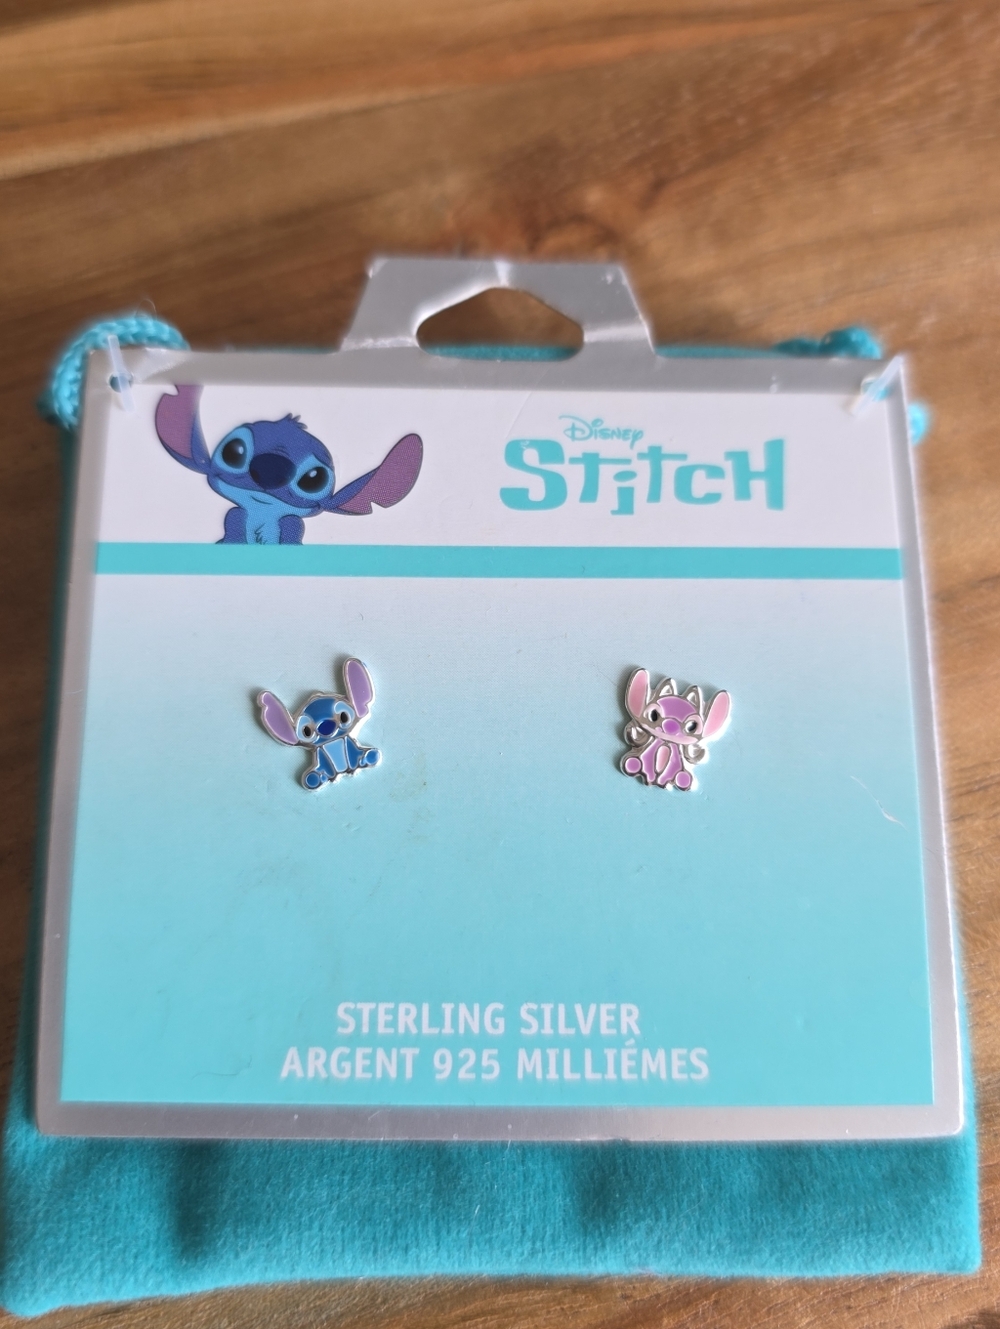 Disney
Stitch
STERLING SILVER
ARGENT 925 MILLIÉMES